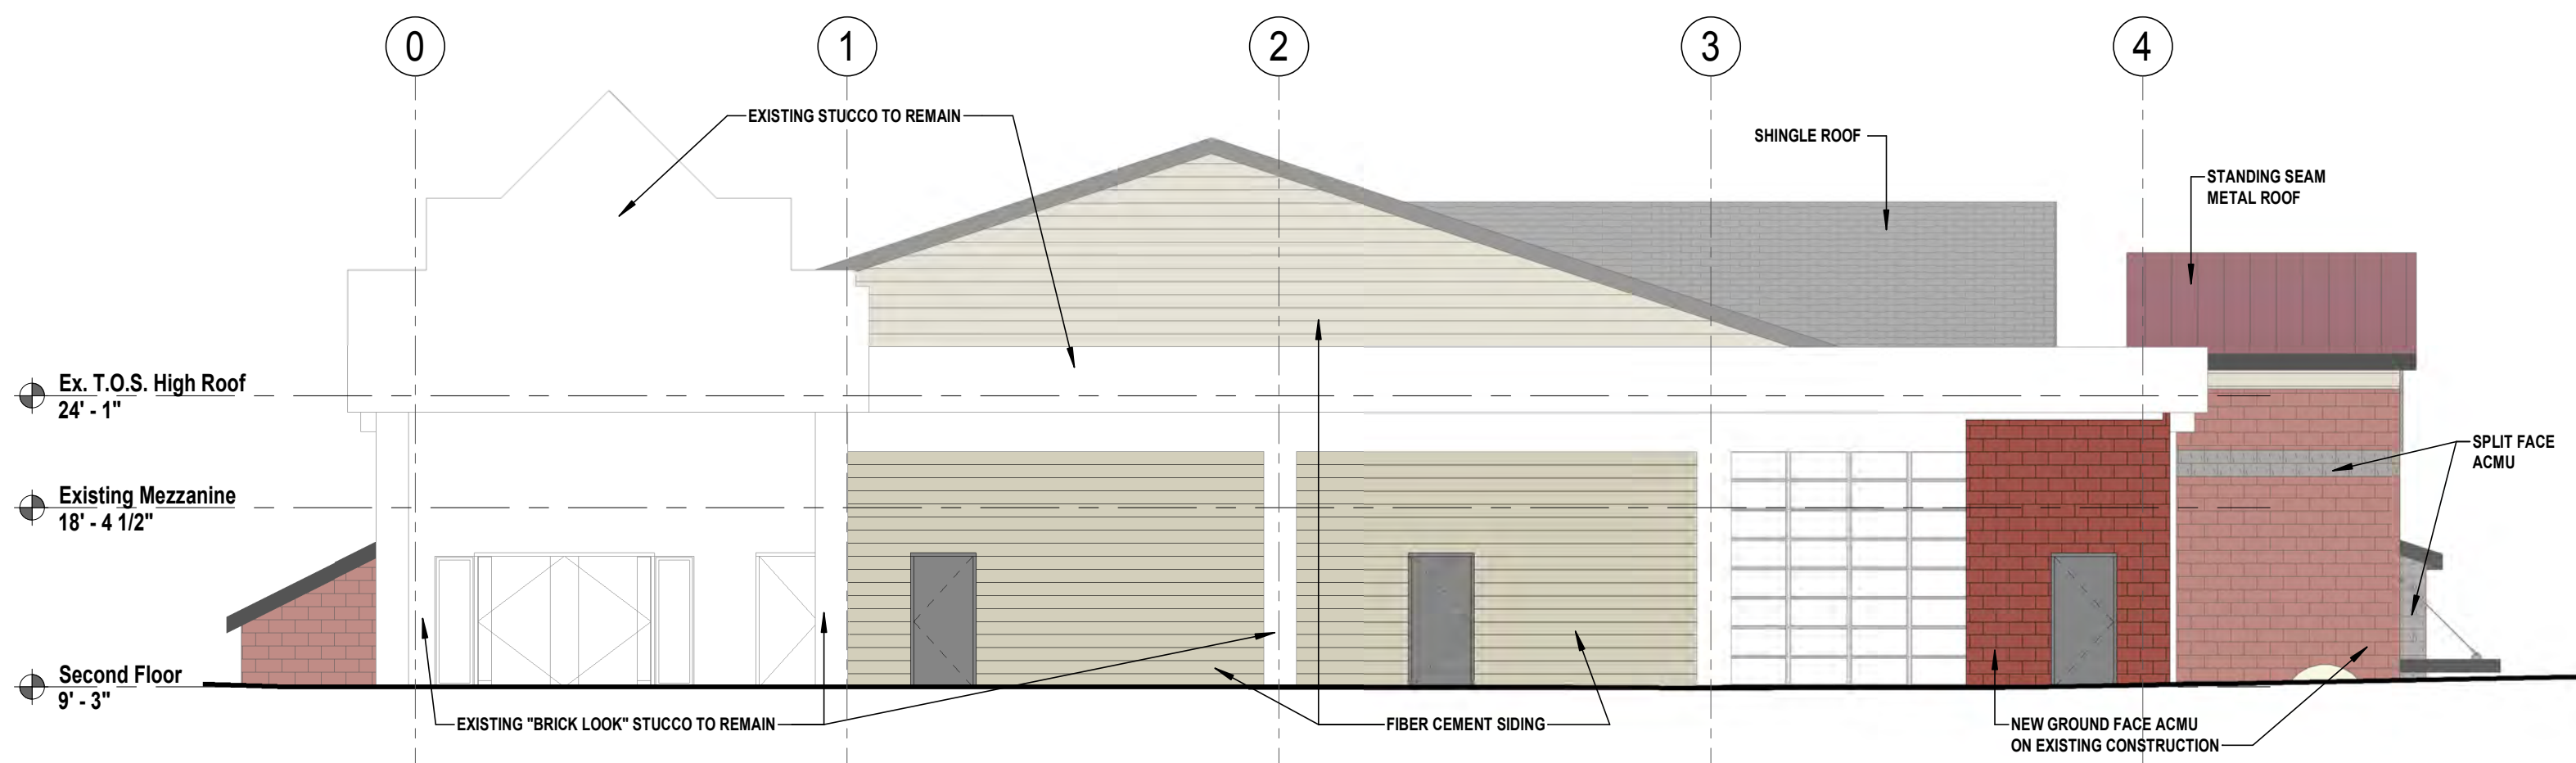 0
1
2
3
4
EXISTING STUCCO TO REMAIN
SHINGLE ROOF
STANDING SEAM
METAL ROOF
Ex. T.O.S. High Roof
24' - 1"
SPLIT FACE
ACMU
Existing Mezzanine
18' - 4 1/2"
Second Floor
9' - 3"
EXISTING "BRICK LOOK" STUCCO TO REMAIN
FIBER CEMENT SIDING
NEW GROUND FACE ACMU
ON EXISTING CONSTRUCTION